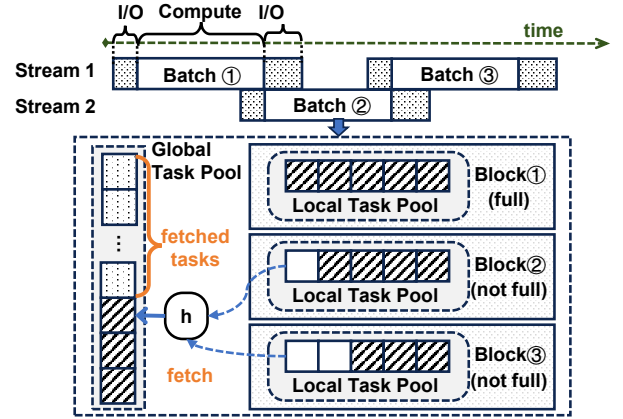 I/O Compute I/O
time
Stream 1 Batch ① Batch ③
Stream 2 Batch ②
Global
Task Pool
fetched
tasks
...
h
fetch
Local Task Pool
Block①
(full)
Local Task Pool
Block②
(not full)
Local Task Pool
Block③
(not full)